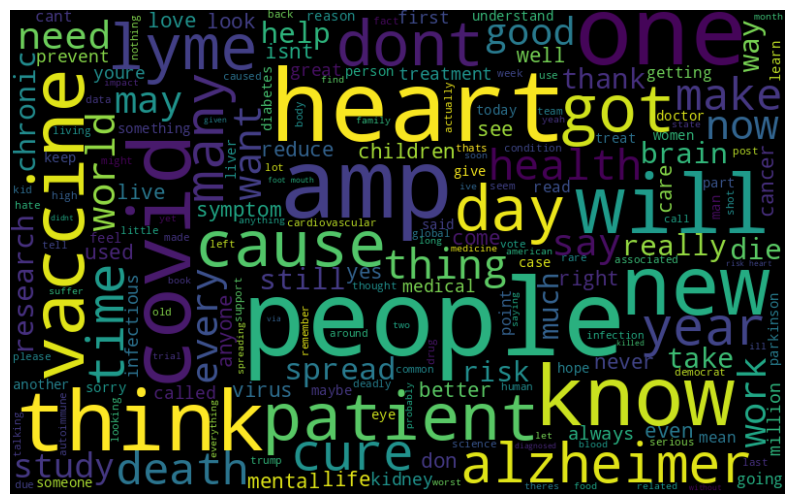 cant
back
reason
first
understand
month
love
look
fact
nothing
need
lyme
help
dont
good
one
way
prevent
isnt
well
youre
great
person
treatment
thank
getting
caused
week
use
learn
chronic
may
many
want
diabetes
find
heart
actually
got
make
impact
data
living
something
body
today
team
yeah
doctor
now
vaccine
world
keep
given
reduce
family
thats
see
treat
women
state
might
liver
children
soon
condition
health
brain
post
kid
high
live
lot
foot mouth
ive
seem
give
read
part
cancer
hate
yet
symptom
amp
day
will
care
man
call
shot
didnt
little
anything
cardiovascular
said
come
global
long
vote
american
say
really
die
tell
feel
left
cause
medicine
rare
associated
research
covid
used
made
thing
case
risk heart
suffer
book
still
yes
thought
medical
right
saying
time
every
old
support
people
new
year
much
point
via
two
infection
killed
ill
parkinson
infectious
trial
anyone
spreading
remember
around
spread
risk
drug
never
take
please
another
sorry
called
virus
maybe
deadly
common
better
human
hope
democrat
million
work
think
patient
know
looking
eye
probably
always
even
mean
talking
autoimmune
everything
cure
science
let
serious
study
death
don
alzheimer
diagnosed
blood
last
due
someone
trump
mental
life
kidney
worst
theres
food
related
without
going